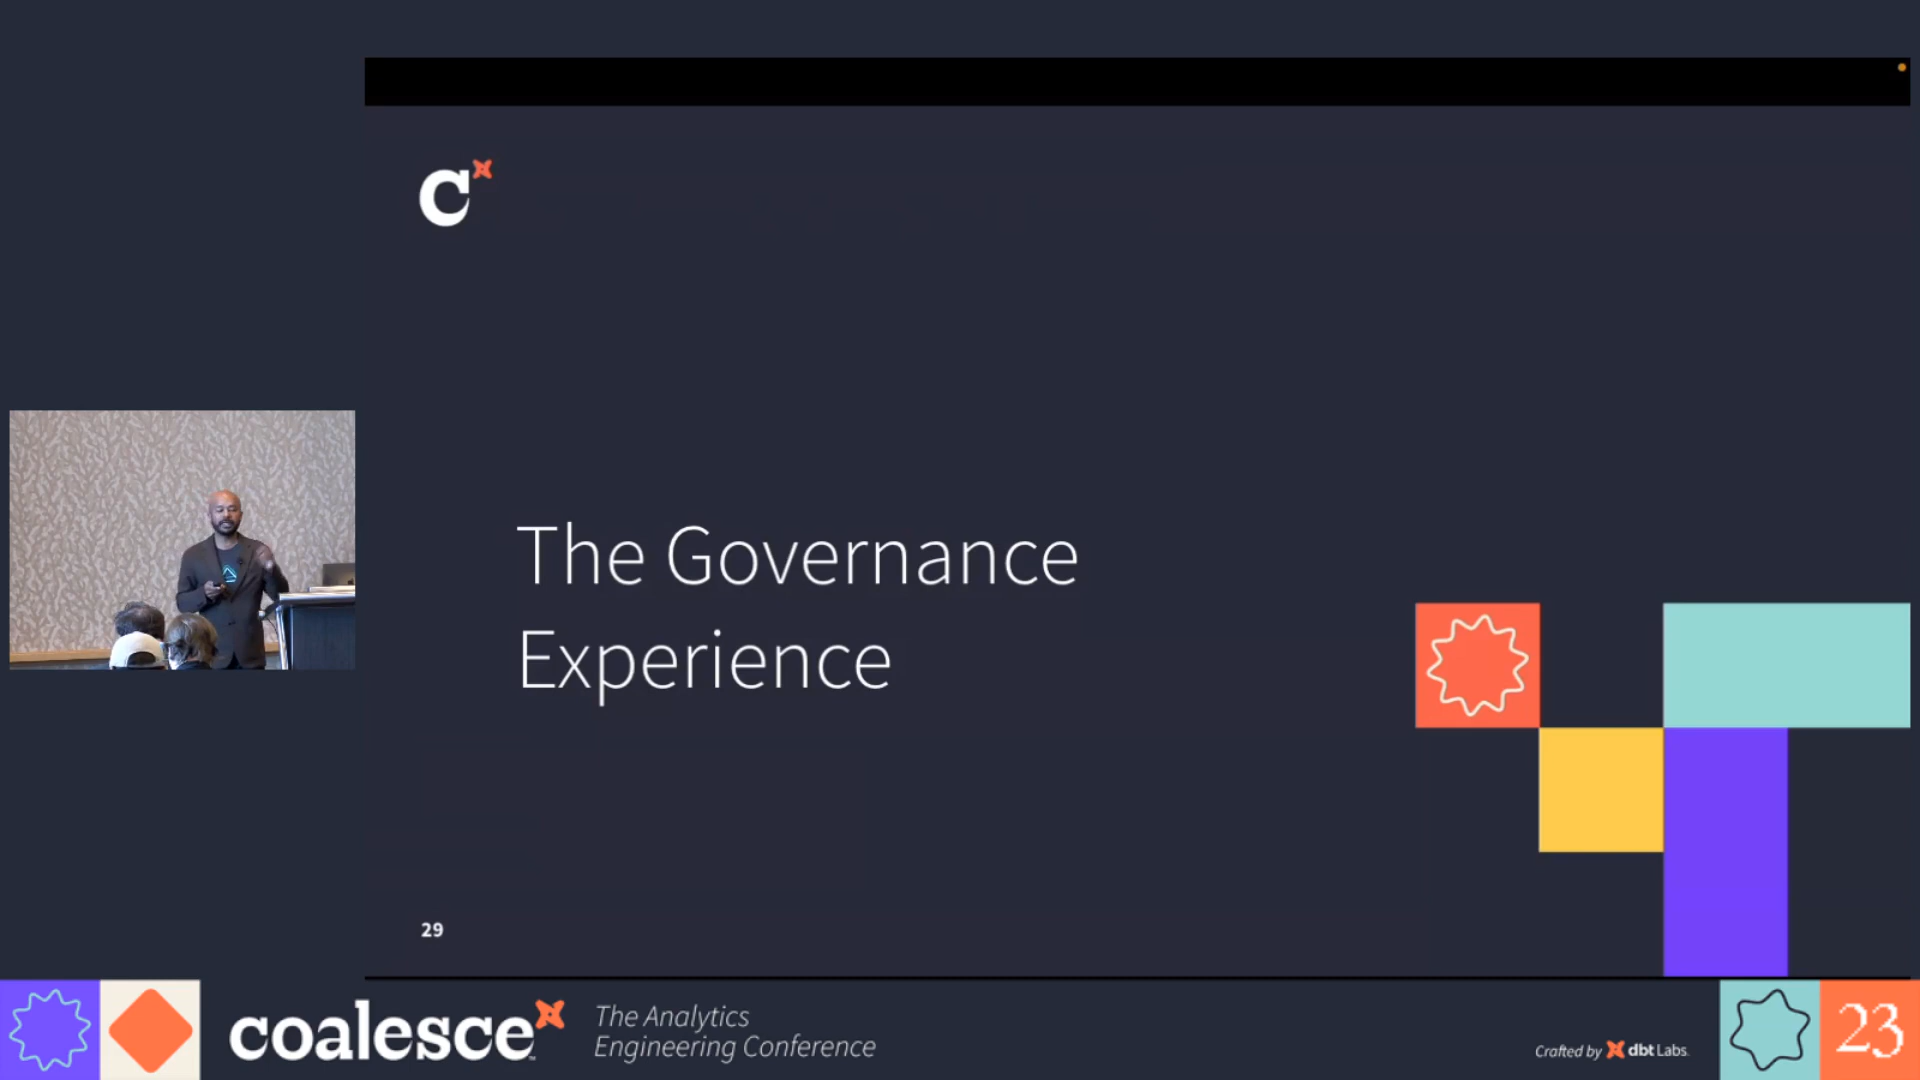 C
The Governance
Experience
29
coalesce
The Analytics
Engineering Conference
Crafted by dbt Labs.
23